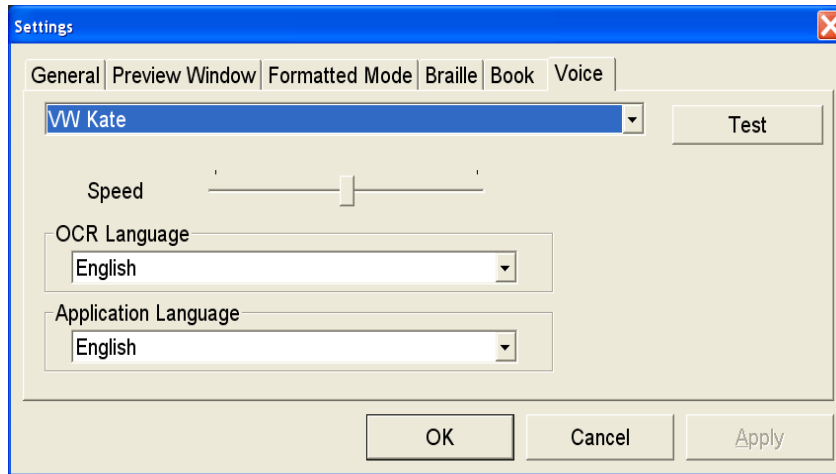 Settings
General Preview Window Formatted Mode Braille Book Voice
VW Kate Test
Speed
OCR Language
English
Application Language
English
OK Cancel Apply